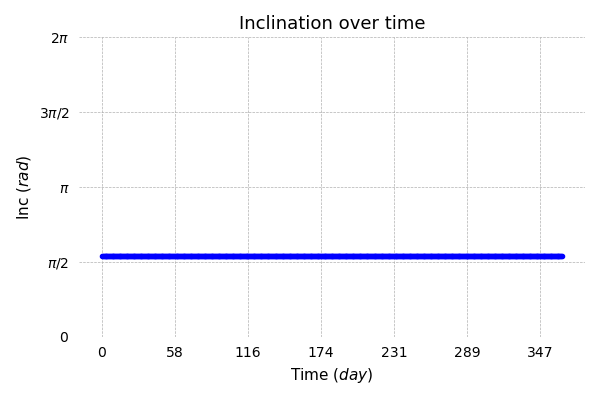 Inclination over time
2π
3π/2
π
π/2
0
Inc (rad)
0 58 116 174 231 289 347
Time (day)